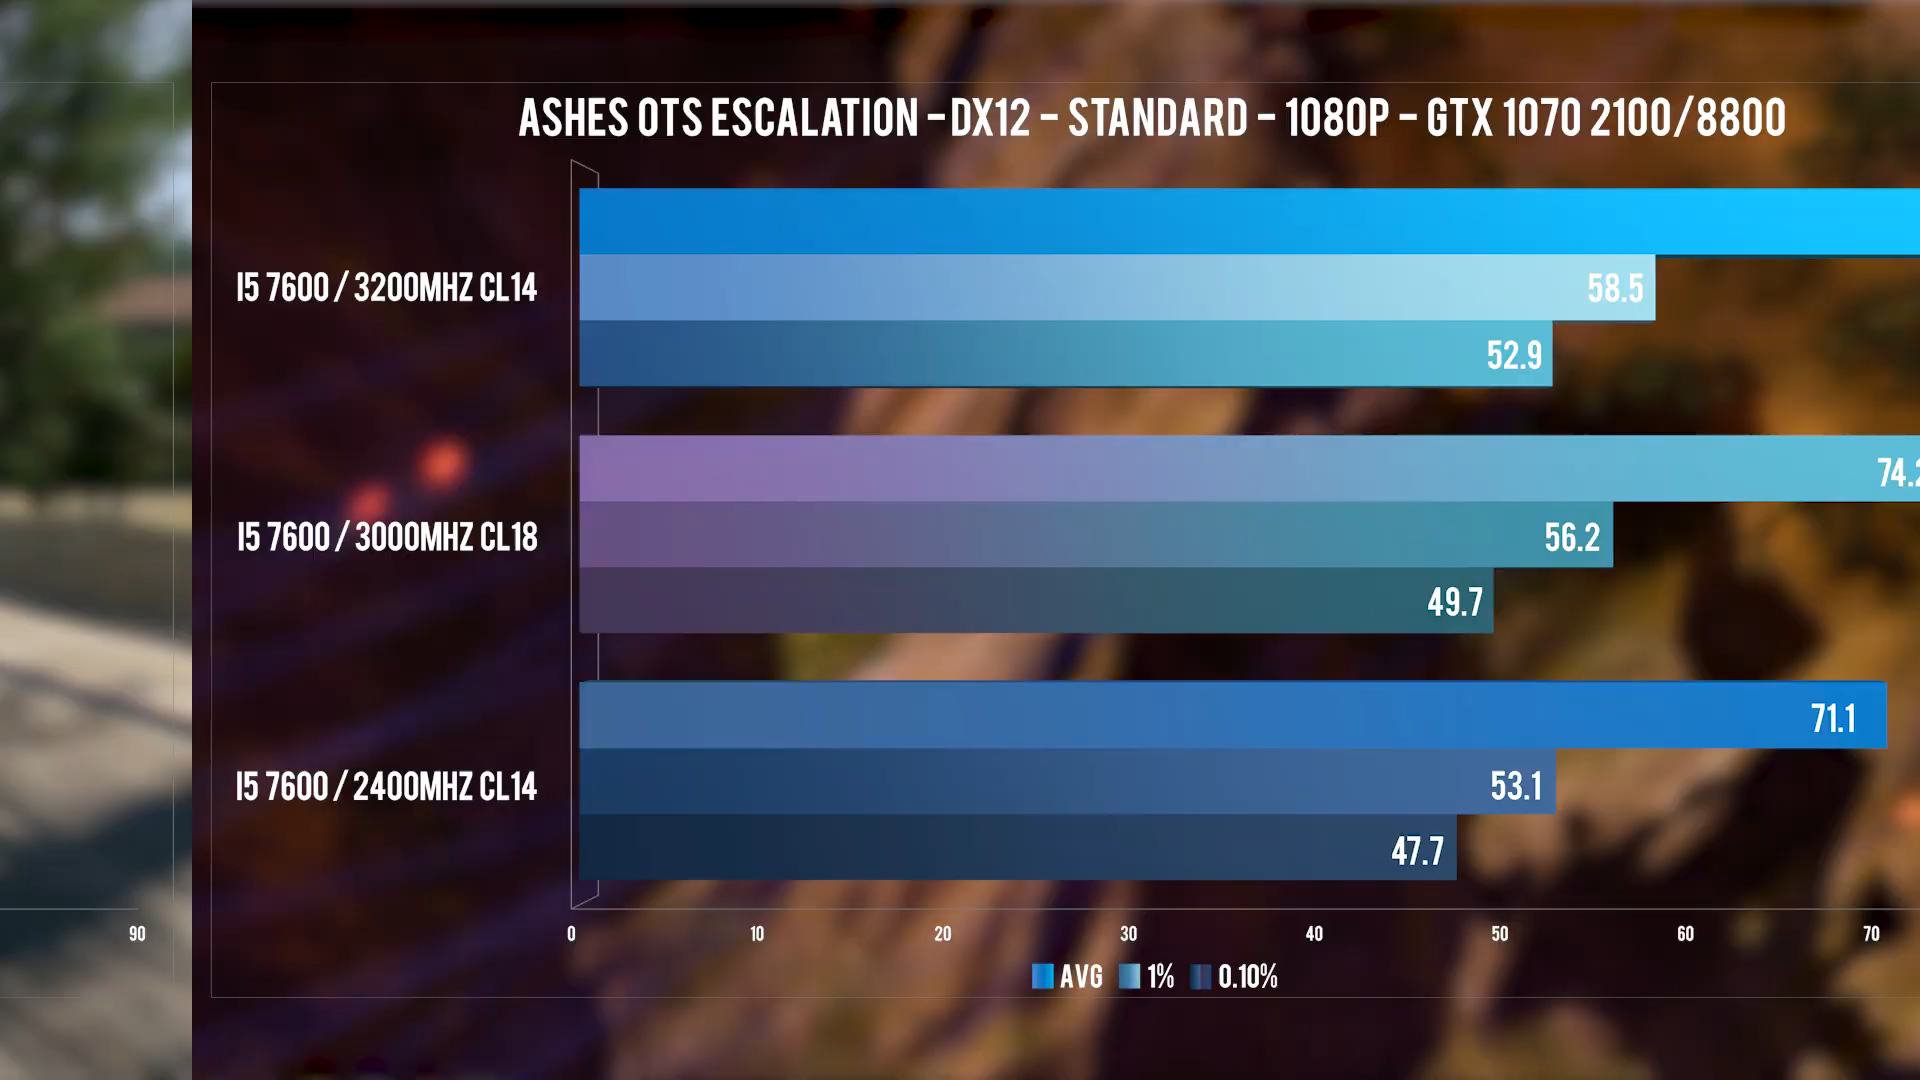 ASHES OTS ESCALATION – DX12 – STANDARD – 1080P – GTX 1070 2100/8800
I5 7600 / 3200MHZ CL14
58.5
52.9
I5 7600 / 3000MHZ CL18
74.2
56.2
49.7
I5 7600 / 2400MHZ CL14
71.1
53.1
47.7
90
0 10 20 30 40 50 60 70
AVG 1% 0.10%